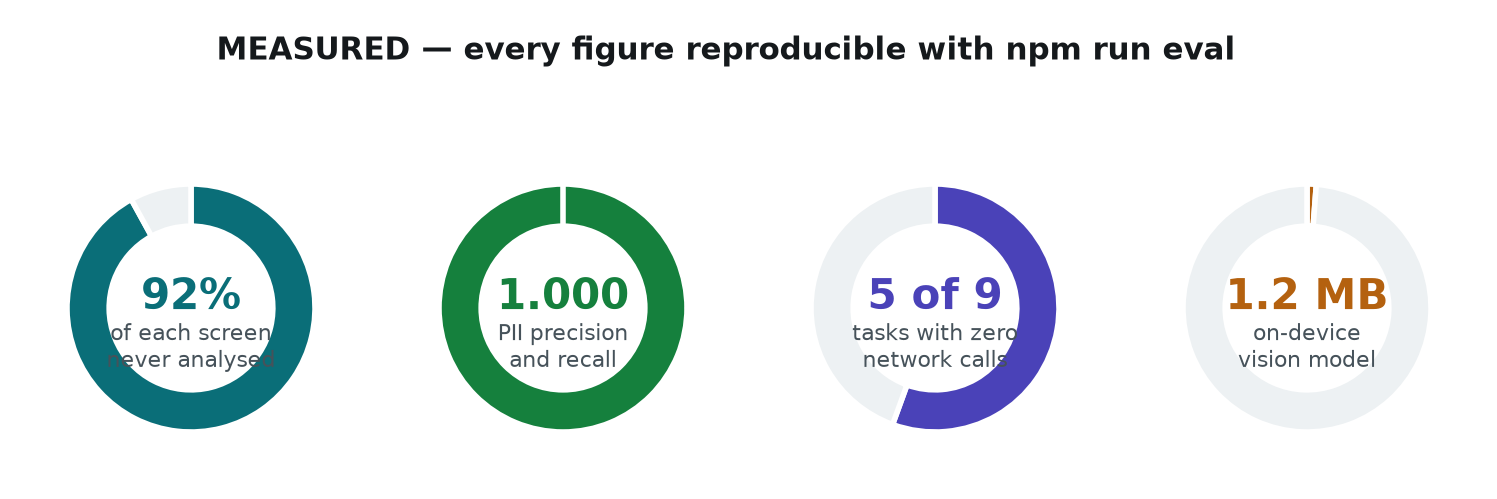 MEASURED — every figure reproducible with npm run eval
92%
of each screen
never analysed
1.000
PII precision
and recall
5 of 9
tasks with zero
network calls
1.2 MB
on-device
vision model